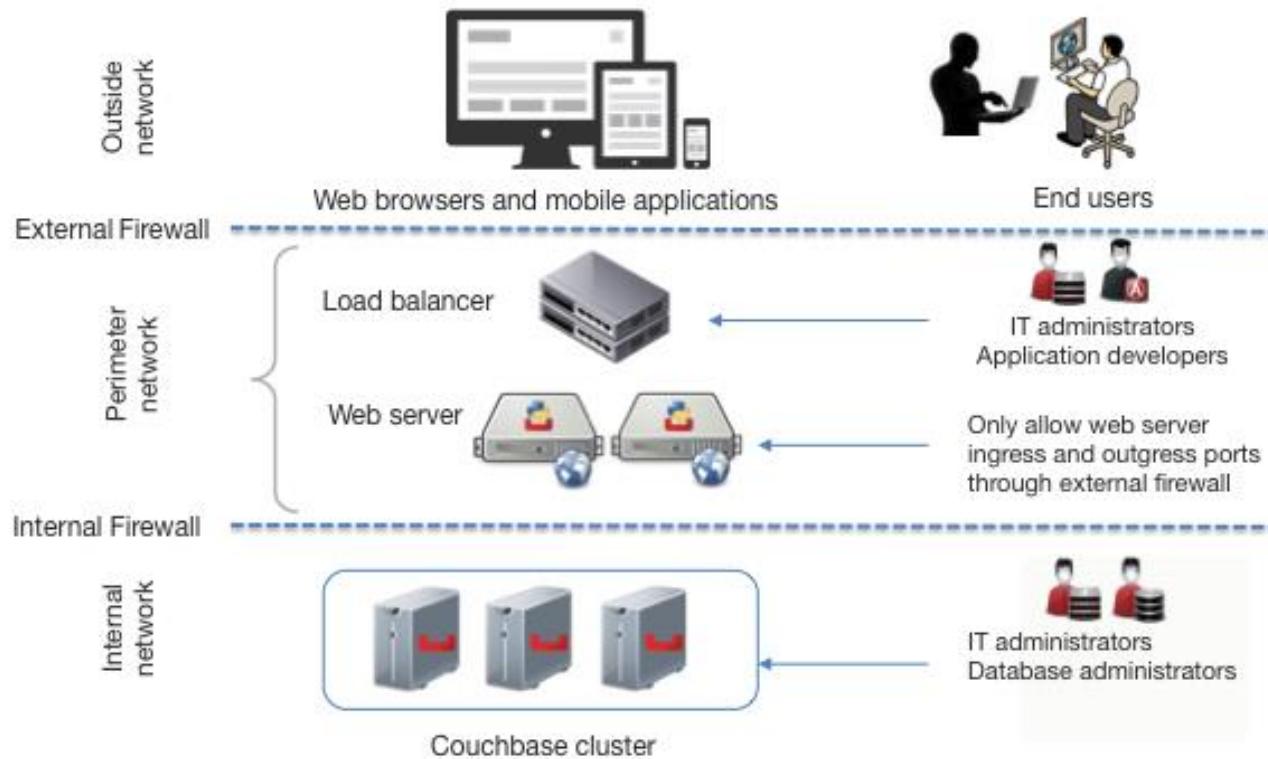 Outside
network
Web browsers and mobile applications
End users
External Firewall
Perimeter
network
Load balancer
IT administrators
Application developers
Web server
Only allow web server
ingress and outgress ports
through external firewall
Internal Firewall
Internal
network
IT administrators
Database administrators
Couchbase cluster